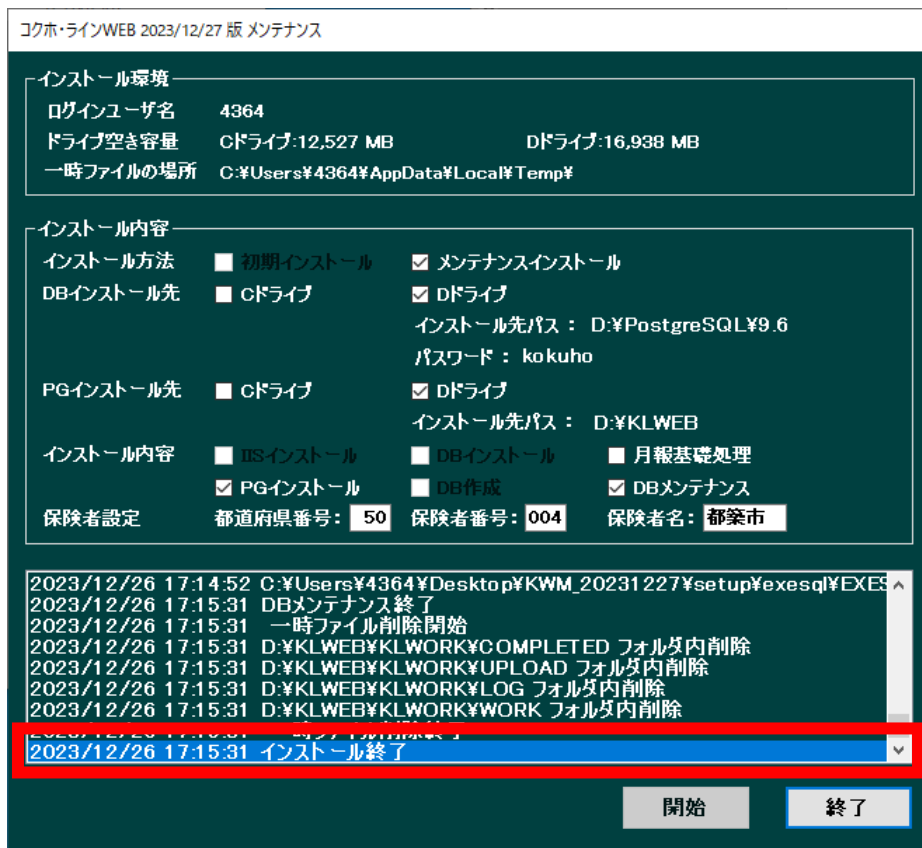 コクホ・ラインWEB 2023/12/27 版 メンテナンス
インストール環境
ログインユーザ名 4364
ドライブ空き容量 Cドライブ:12,527 MB Dドライブ:16,938 MB
一時ファイルの場所 C:¥Users¥4364¥AppData¥Local¥Temp¥
インストール内容
インストール方法 初期インストール メンテナンスインストール
DBインストール先 Cドライブ Dドライブ
インストール先パス： D:¥PostgreSQL¥9.6
パスワード： kokuho
PGインストール先 Cドライブ Dドライブ
インストール先パス： D:¥KLWEB
インストール内容 IISインストール DBインストール 月報基礎処理
PGインストール DB作成 DBメンテナンス
保険者設定 都道府県番号： 50 保険者番号： 004 保険者名： 都築市
2023/12/26 17:14:52 C:¥Users¥4364¥Desktop¥KWM_20231227¥setup¥exesql¥EXES
2023/12/26 17:15:31 DBメンテナンス終了
2023/12/26 17:15:31 一時ファイル削除開始
2023/12/26 17:15:31 D:¥KLWEB¥KLWORK¥COMPLETED フォルダ内削除
2023/12/26 17:15:31 D:¥KLWEB¥KLWORK¥UPLOAD フォルダ内削除
2023/12/26 17:15:31 D:¥KLWEB¥KLWORK¥LOG フォルダ内削除
2023/12/26 17:15:31 D:¥KLWEB¥KLWORK¥WORK フォルダ内削除
2023/12/26 17:15:31 インストール終了
開始 終了